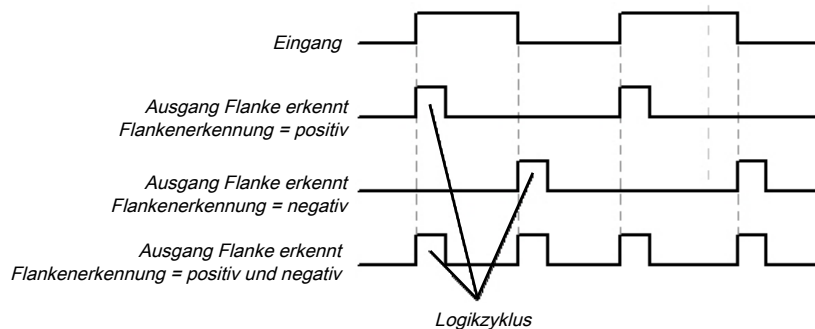 Eingang
Ausgang Flanke erkennt
Flankenerkennung = positiv
Ausgang Flanke erkennt
Flankenerkennung = negativ
Ausgang Flanke erkennt
Flankenerkennung = positiv und negativ
Logikzyklus